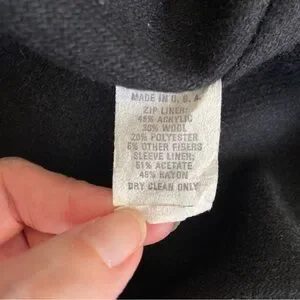 MADE IN U.S.A.
ZIP LINER:
45% ACRYLIC
30% WOOL
20% POLYESTER
5% OTHER FIBERS
SLEEVE LINER:
51% ACETATE
49% RAYON
DRY CLEAN ONLY